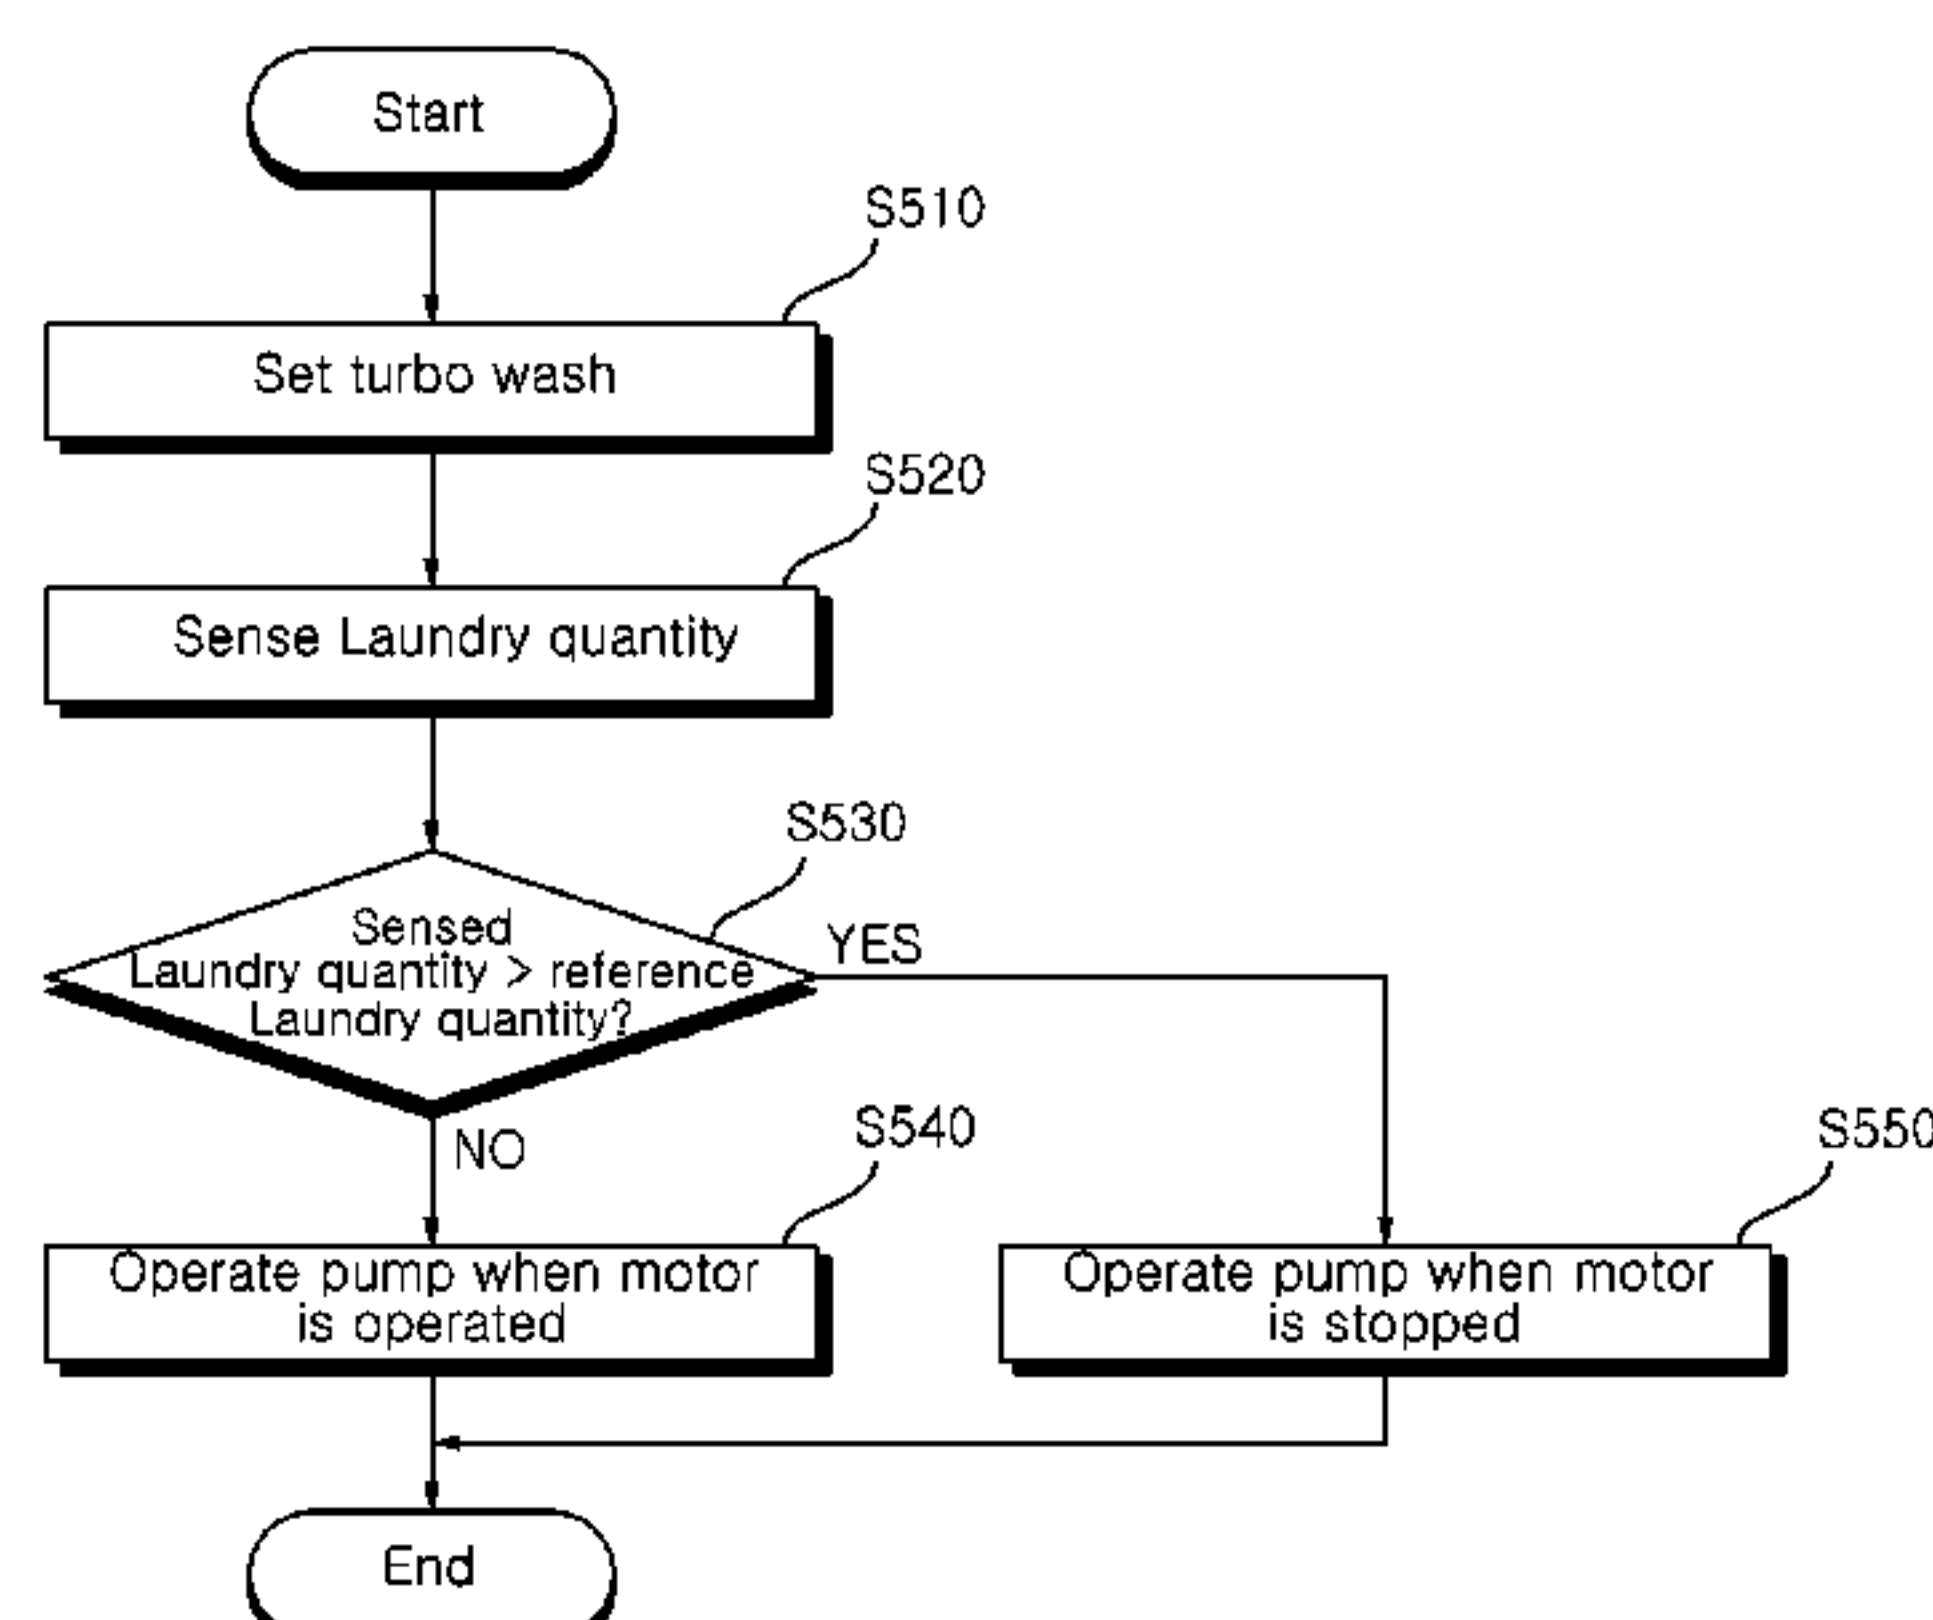 Start
S510
Set turbo wash
S520
Sense Laundry quantity
S530
Sensed
Laundry quantity > reference
Laundry quantity?
YES
NO
S540
Operate pump when motor
is operated
S550
Operate pump when motor
is stopped
End